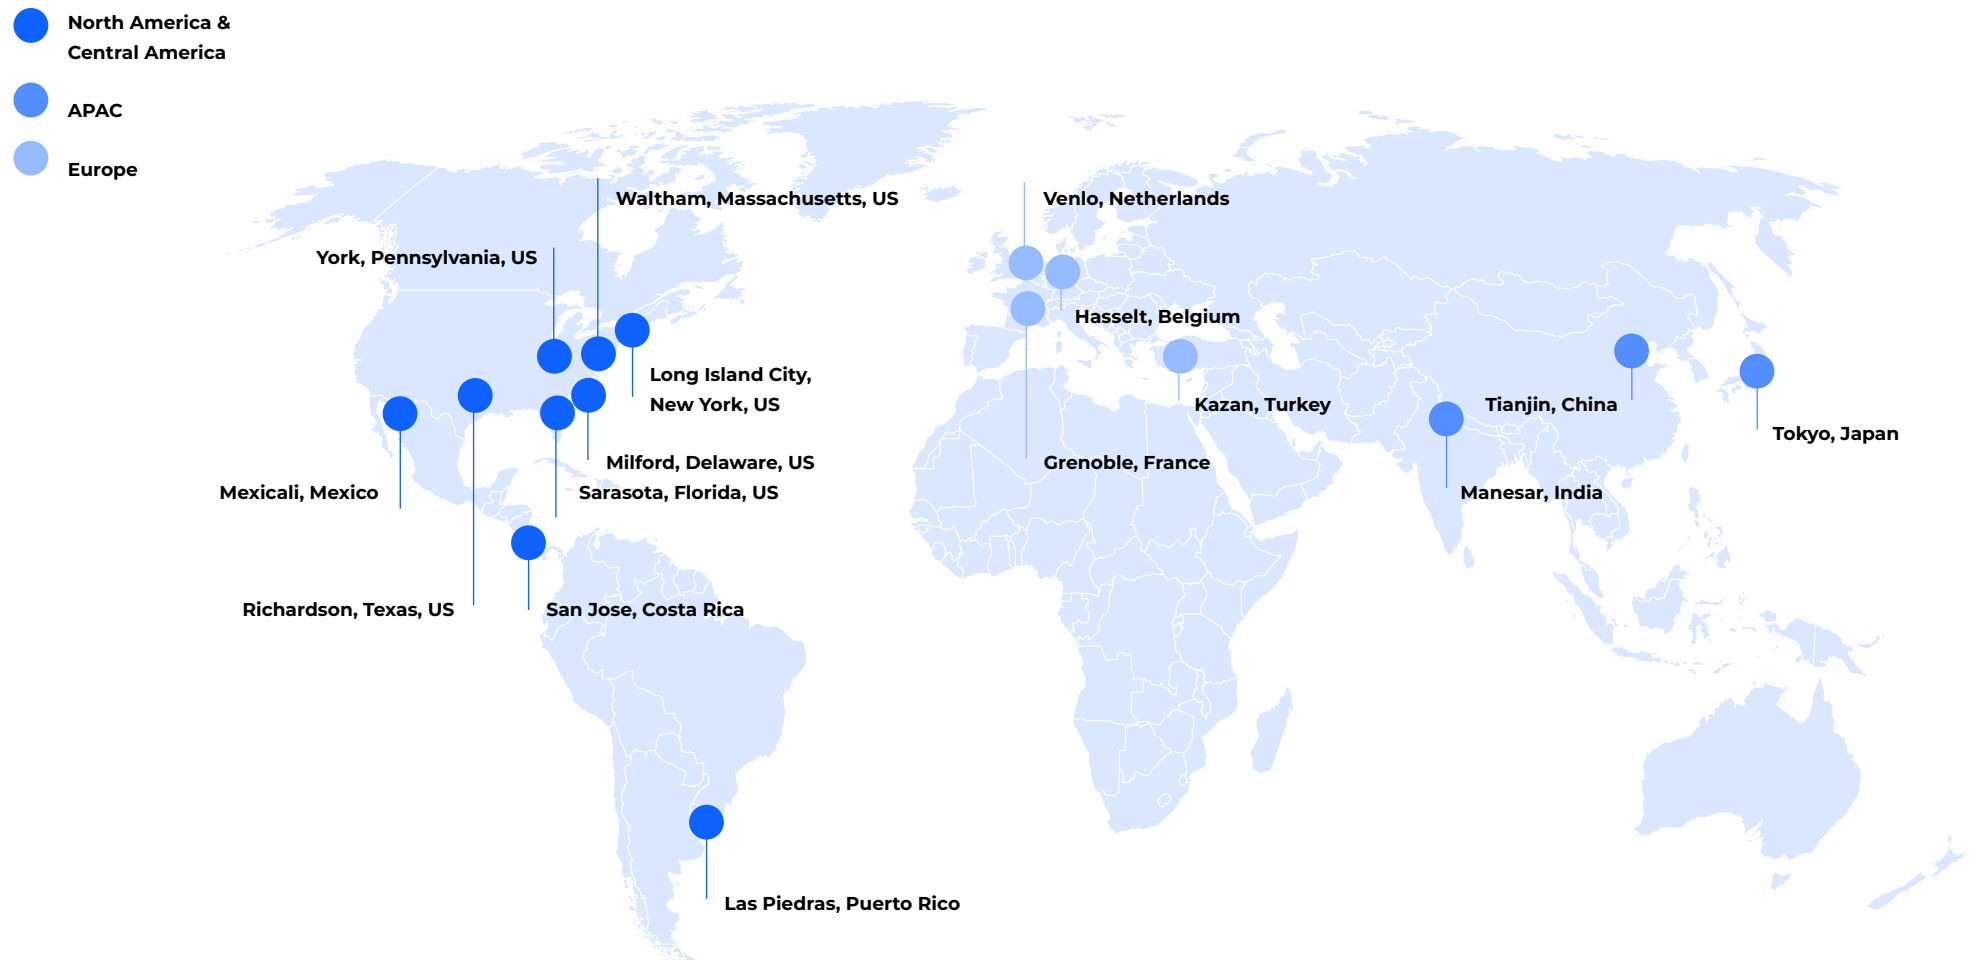 North America &
Central America
APAC
Europe
Waltham, Massachusetts, US
Venlo, Netherlands
York, Pennsylvania, US
Hasselt, Belgium
Long Island City,
New York, US
Kazan, Turkey
Tianjin, China
Tokyo, Japan
Milford, Delaware, US
Grenoble, France
Mexicali, Mexico
Sarasota, Florida, US
Manesar, India
Richardson, Texas, US
San Jose, Costa Rica
Las Piedras, Puerto Rico